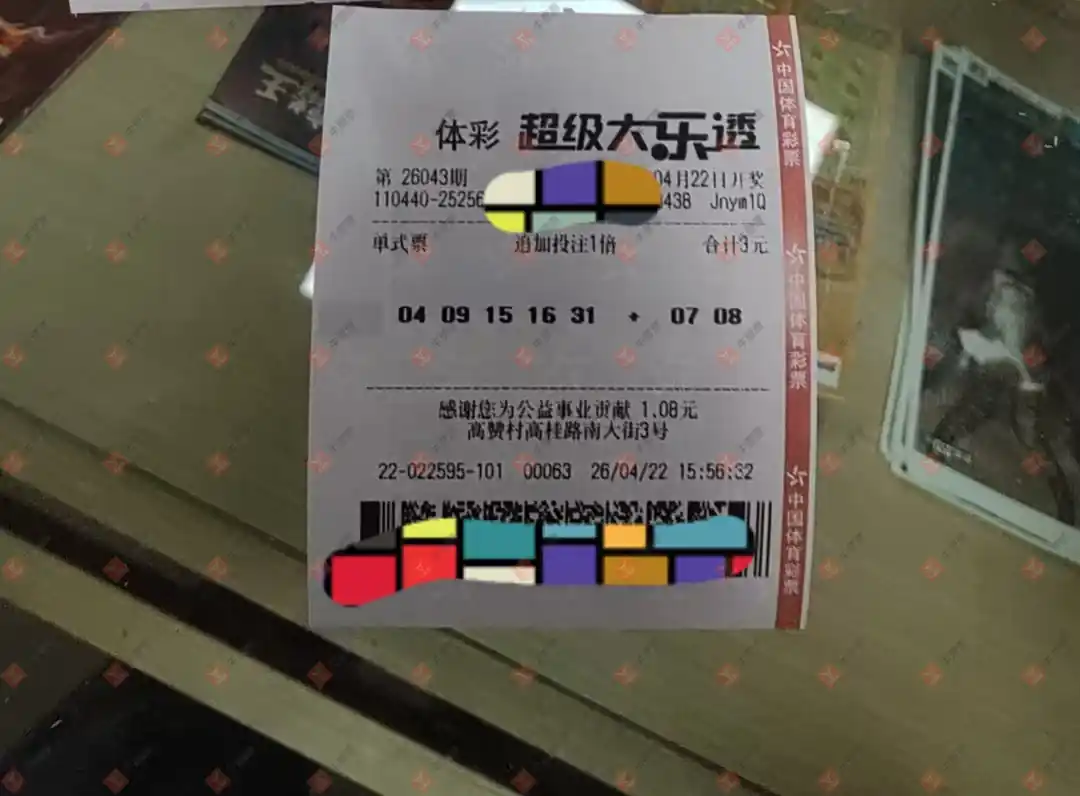 体彩 超级大乐透
第 26043期 04月22日开奖
110440-25256 438 Jnym1Q
单式票 追加投注1倍 合计3元
04 09 15 16 31 + 07 08
感谢您为公益事业贡献 1.08元
高赞村高桂路南大街3号
22-022595-101 00063 26/04/22 15:56:32
中国体育彩票
中国体育彩票
中国体育彩票